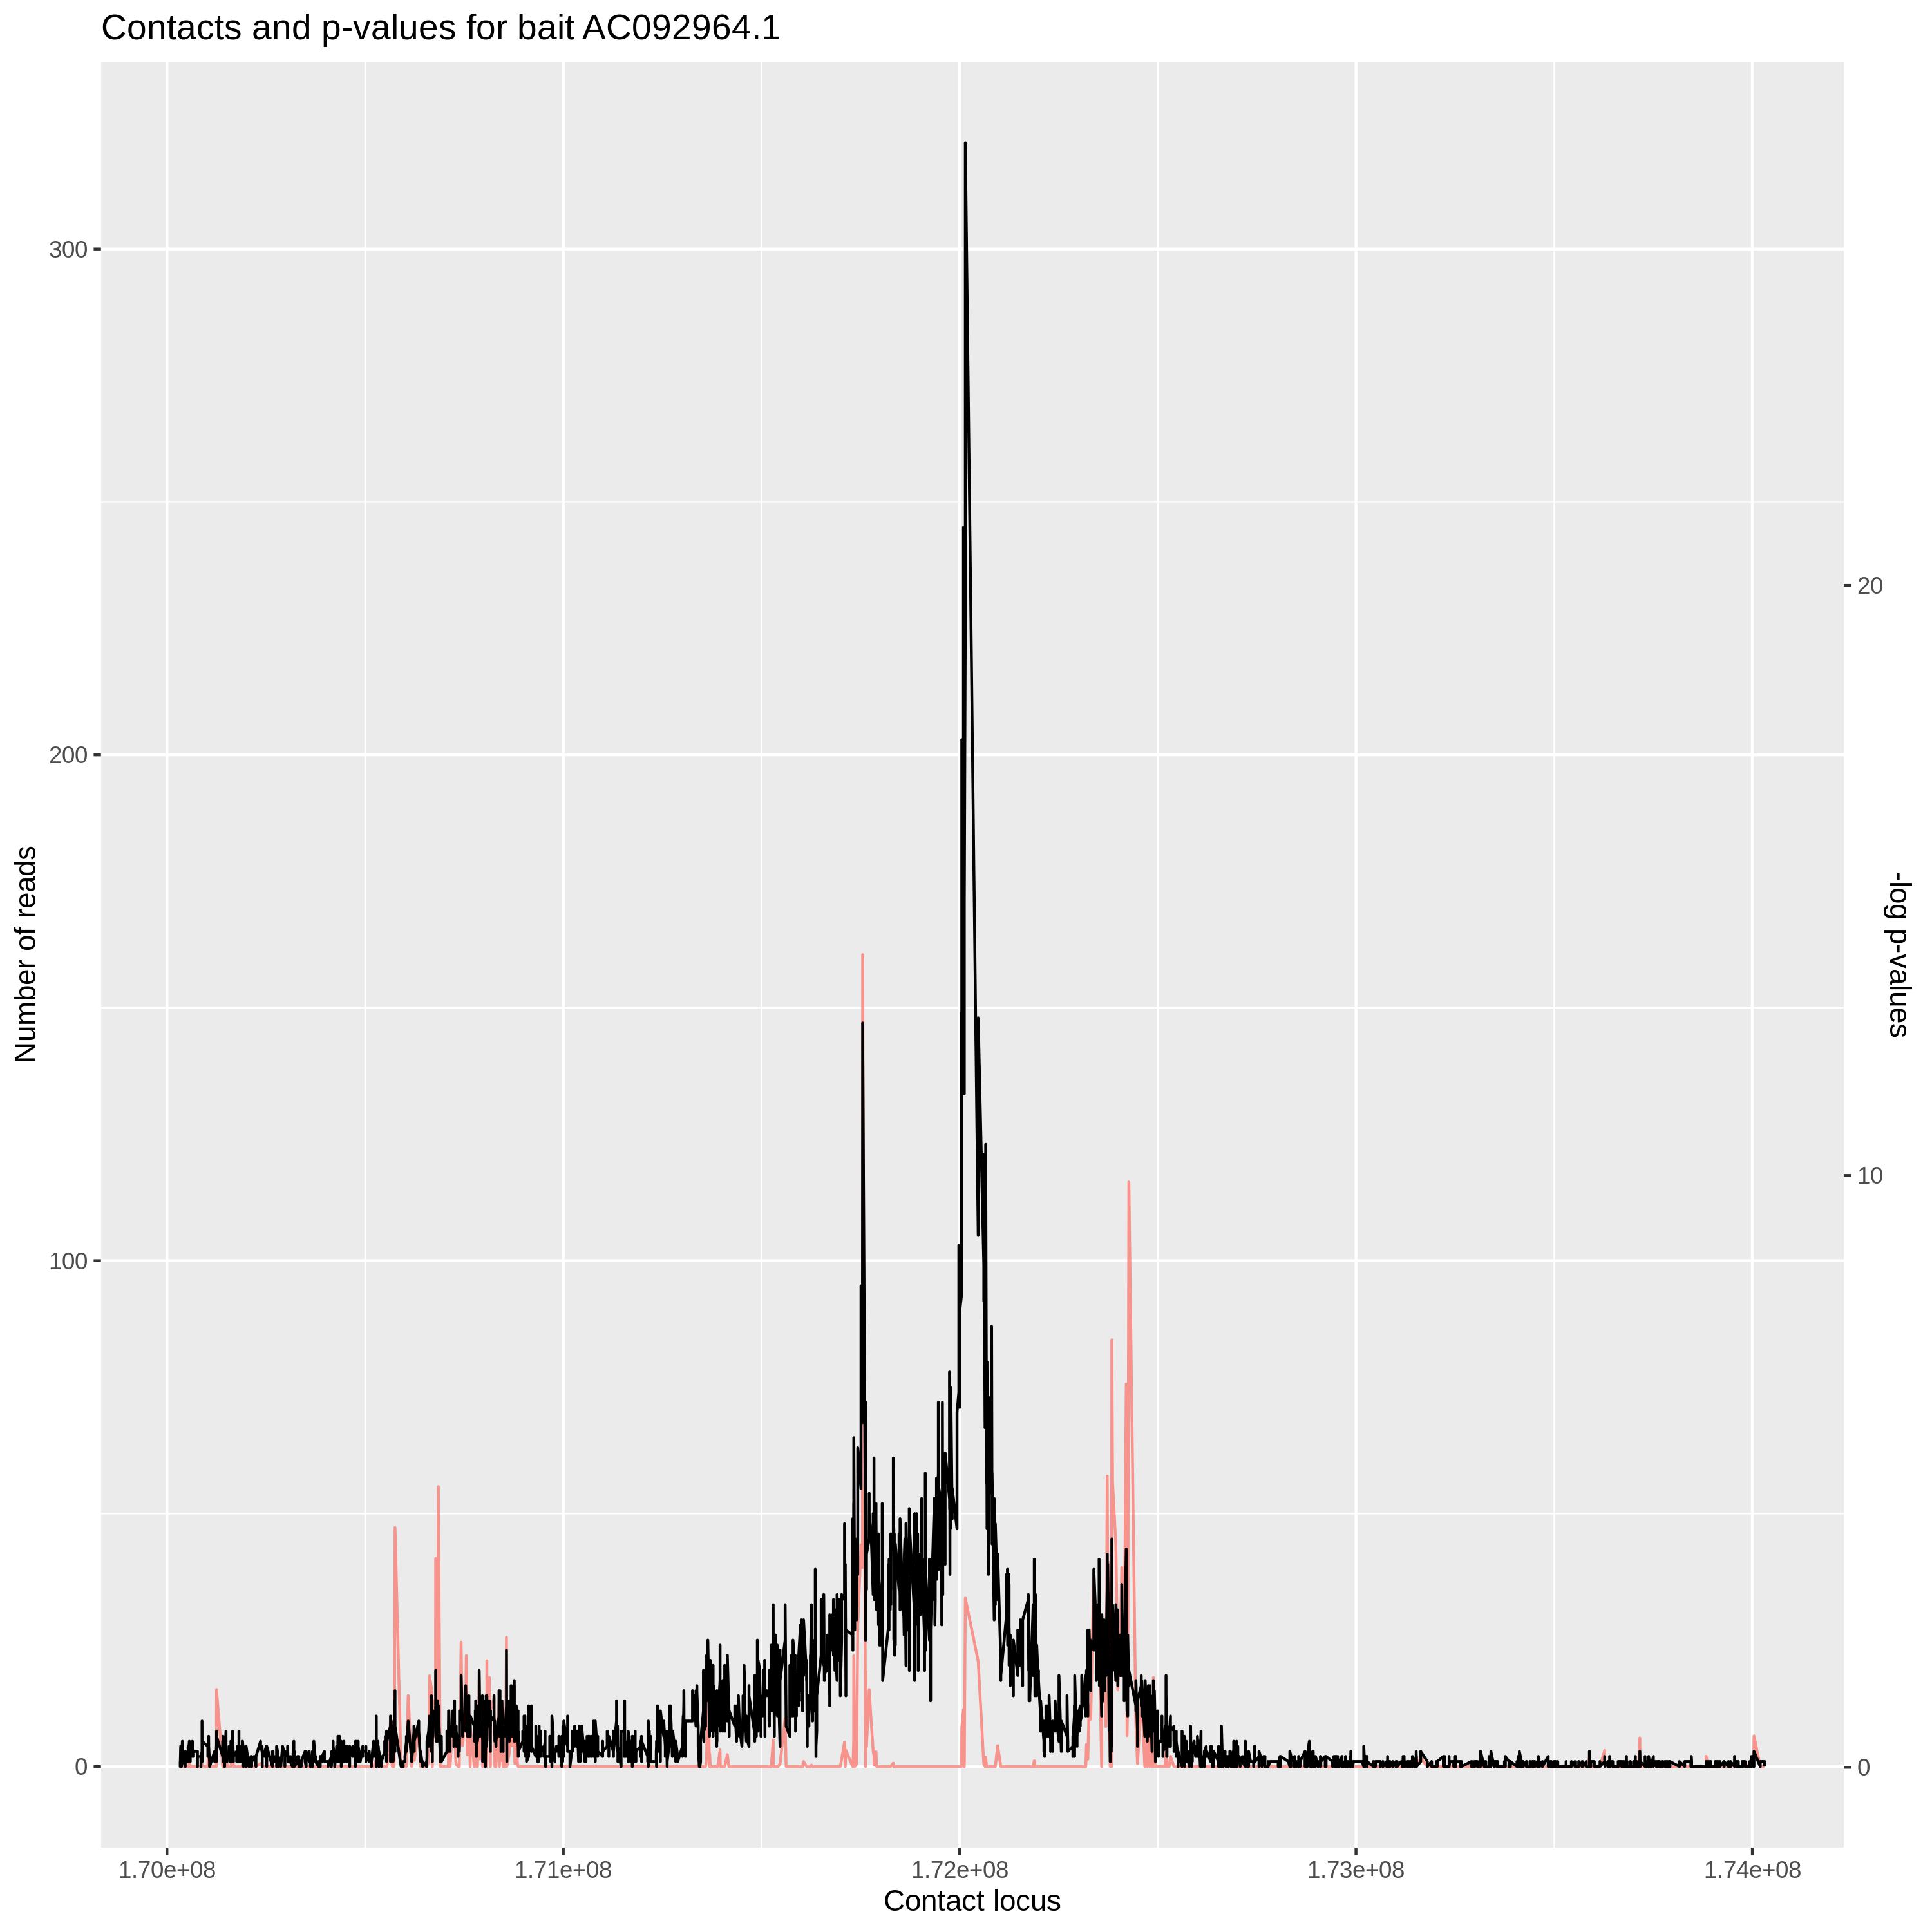 Contacts and p-values for bait AC092964.1
300
200
100
0
Number of reads
20
10
0
-log p-values
1.70e+08
1.71e+08
1.72e+08
1.73e+08
1.74e+08
Contact locus